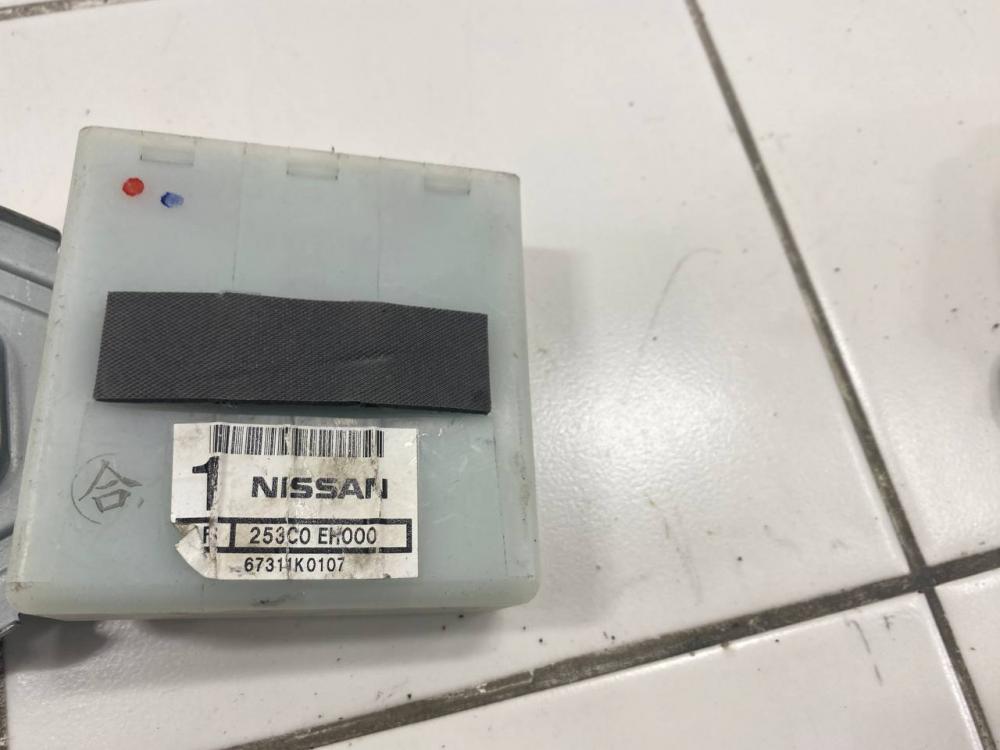 合
1 NISSAN
253C0 EH000
67311K0107